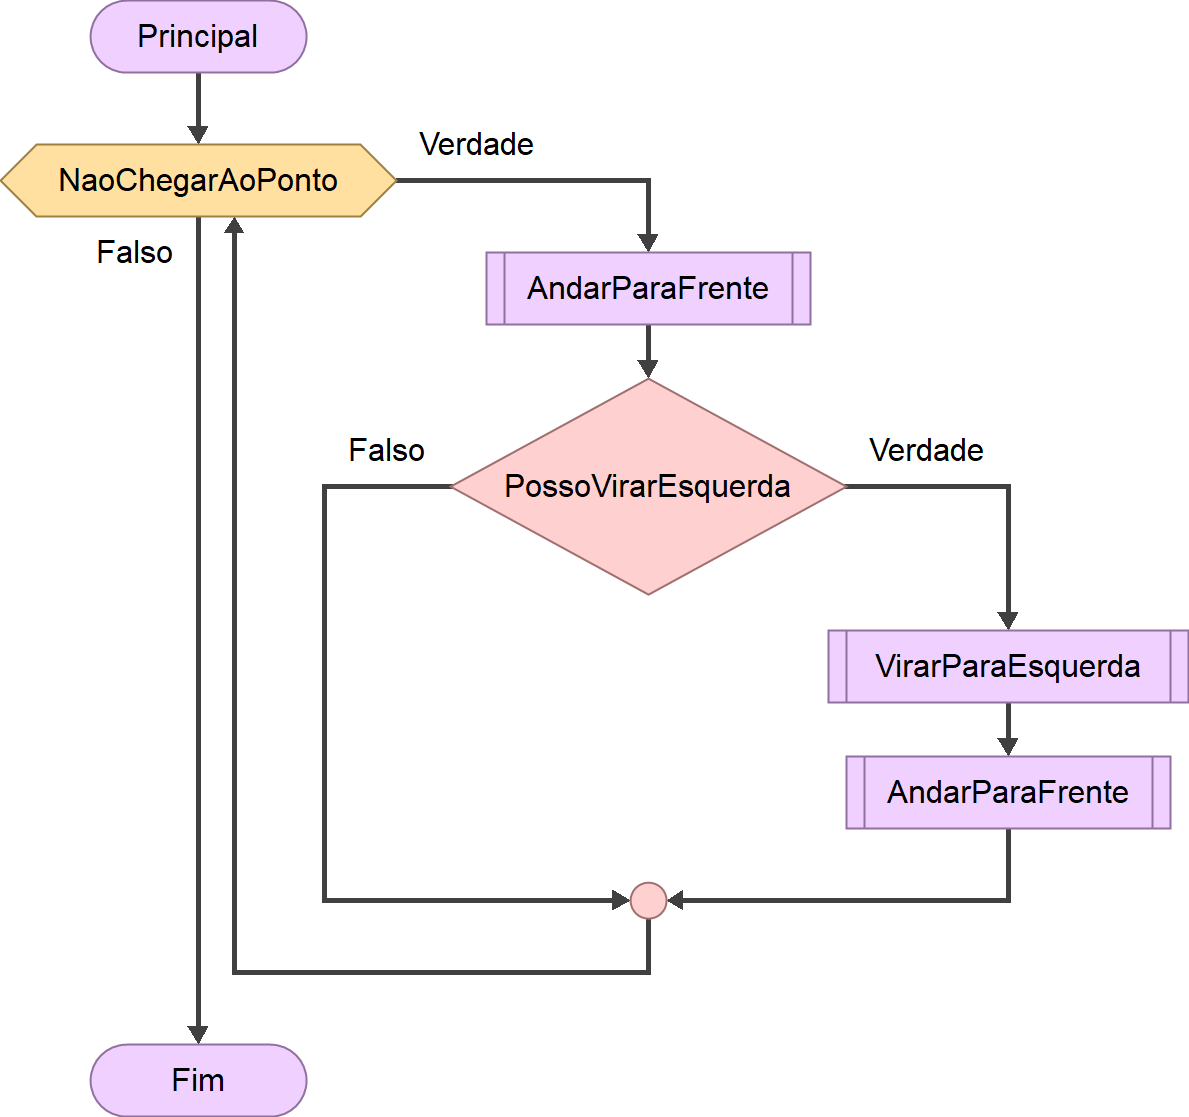 Principal
Verdade
NaoChegarAoPonto
Falso
AndarParaFrente
Falso
Verdade
PossoVirarEsquerda
VirarParaEsquerda
AndarParaFrente
Fim